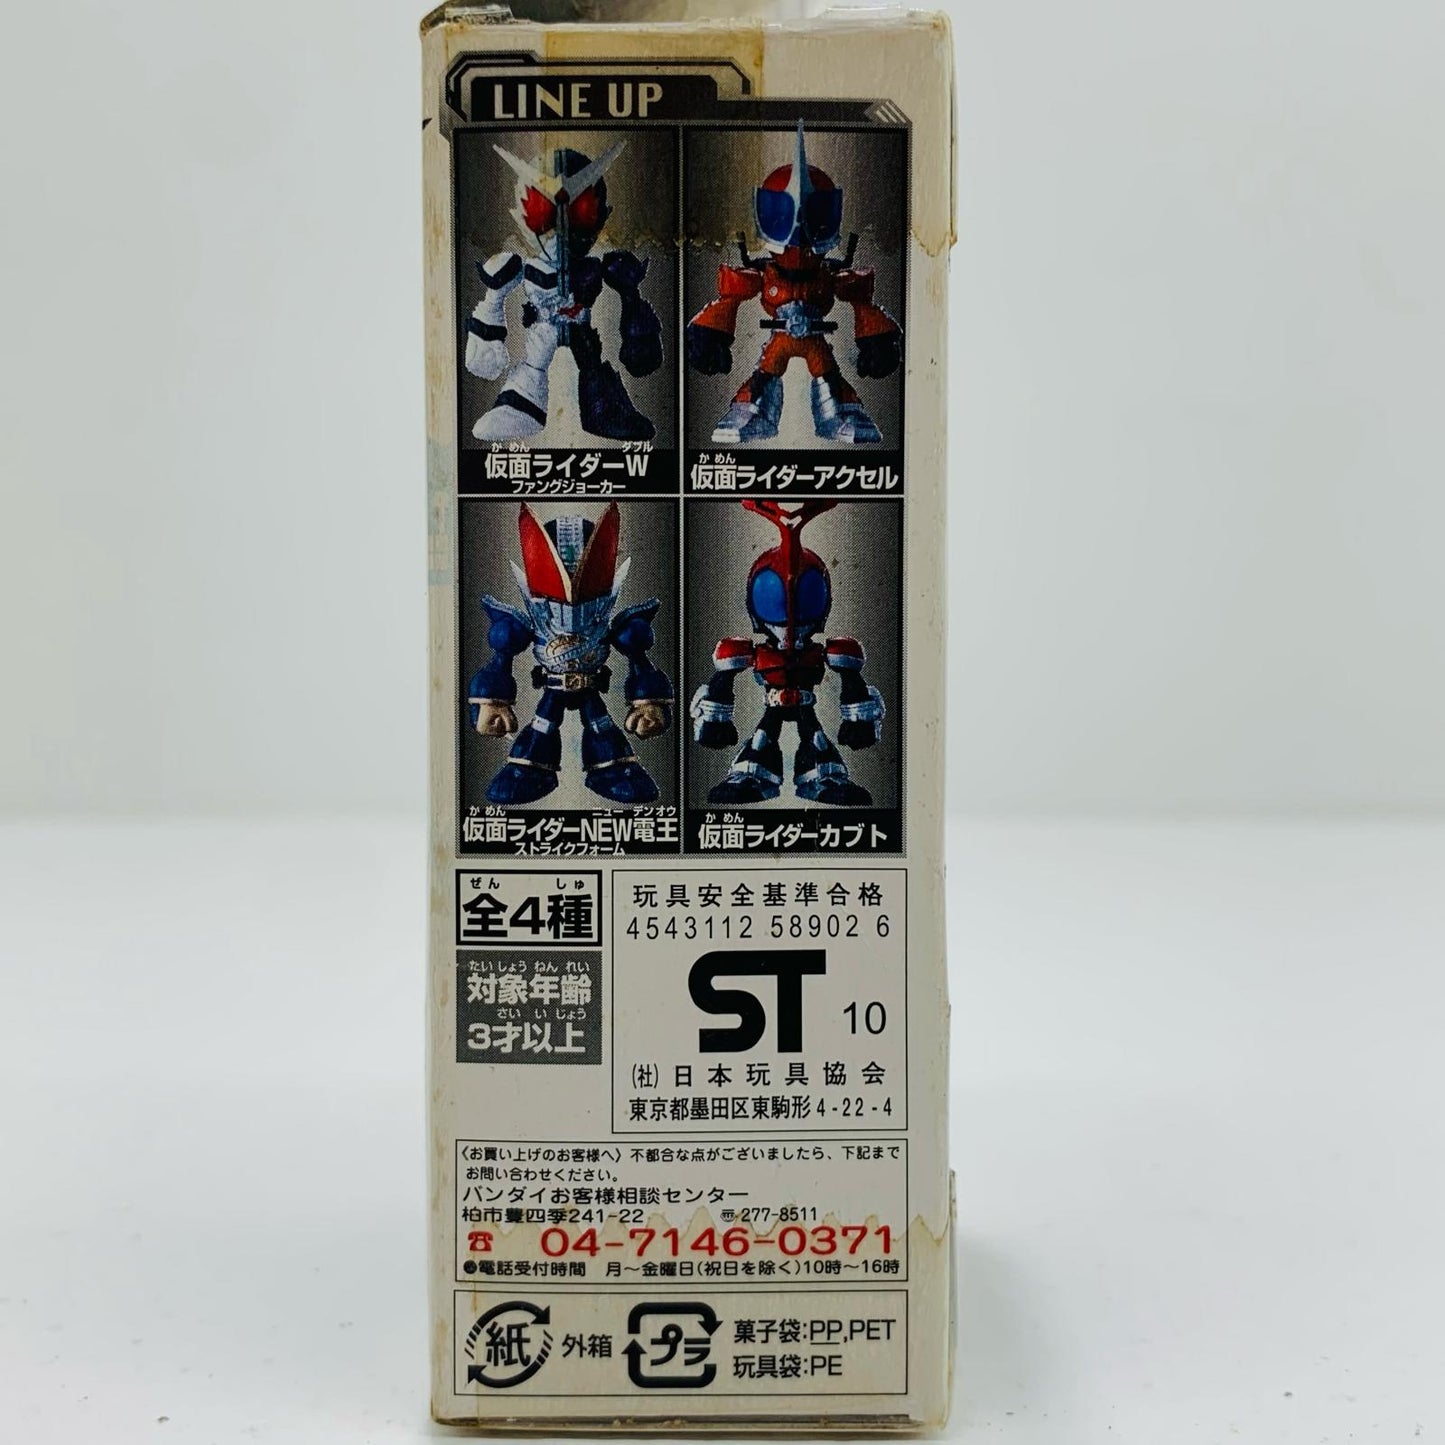 LINE UP
かめん ダブル
仮面ライダーW
ファングジョーカー
かめん
仮面ライダーアクセル
かめん ニュー デンオウ
仮面ライダーNEW電王
ストライクフォーム
かめん
仮面ライダーカブト
ぜん しゅ
全4種
たいしょう ねん れい
対象年齢
さい い じょう
3才以上
玩具安全基準合格
4543112 58902 6
ST 10
(社) 日本玩具協会
東京都墨田区東駒形4-22-4
〈お買い上げのお客様へ〉不都合な点がございましたら、下記まで
お問い合わせください。
バンダイお客様相談センター
柏市豊四季241-22 〠277-8511
☎ 04-7146-0371
●電話受付時間 月〜金曜日(祝日を除く)10時〜16時
紙 外箱
プラ 菓子袋:PP,PET
玩具袋:PE